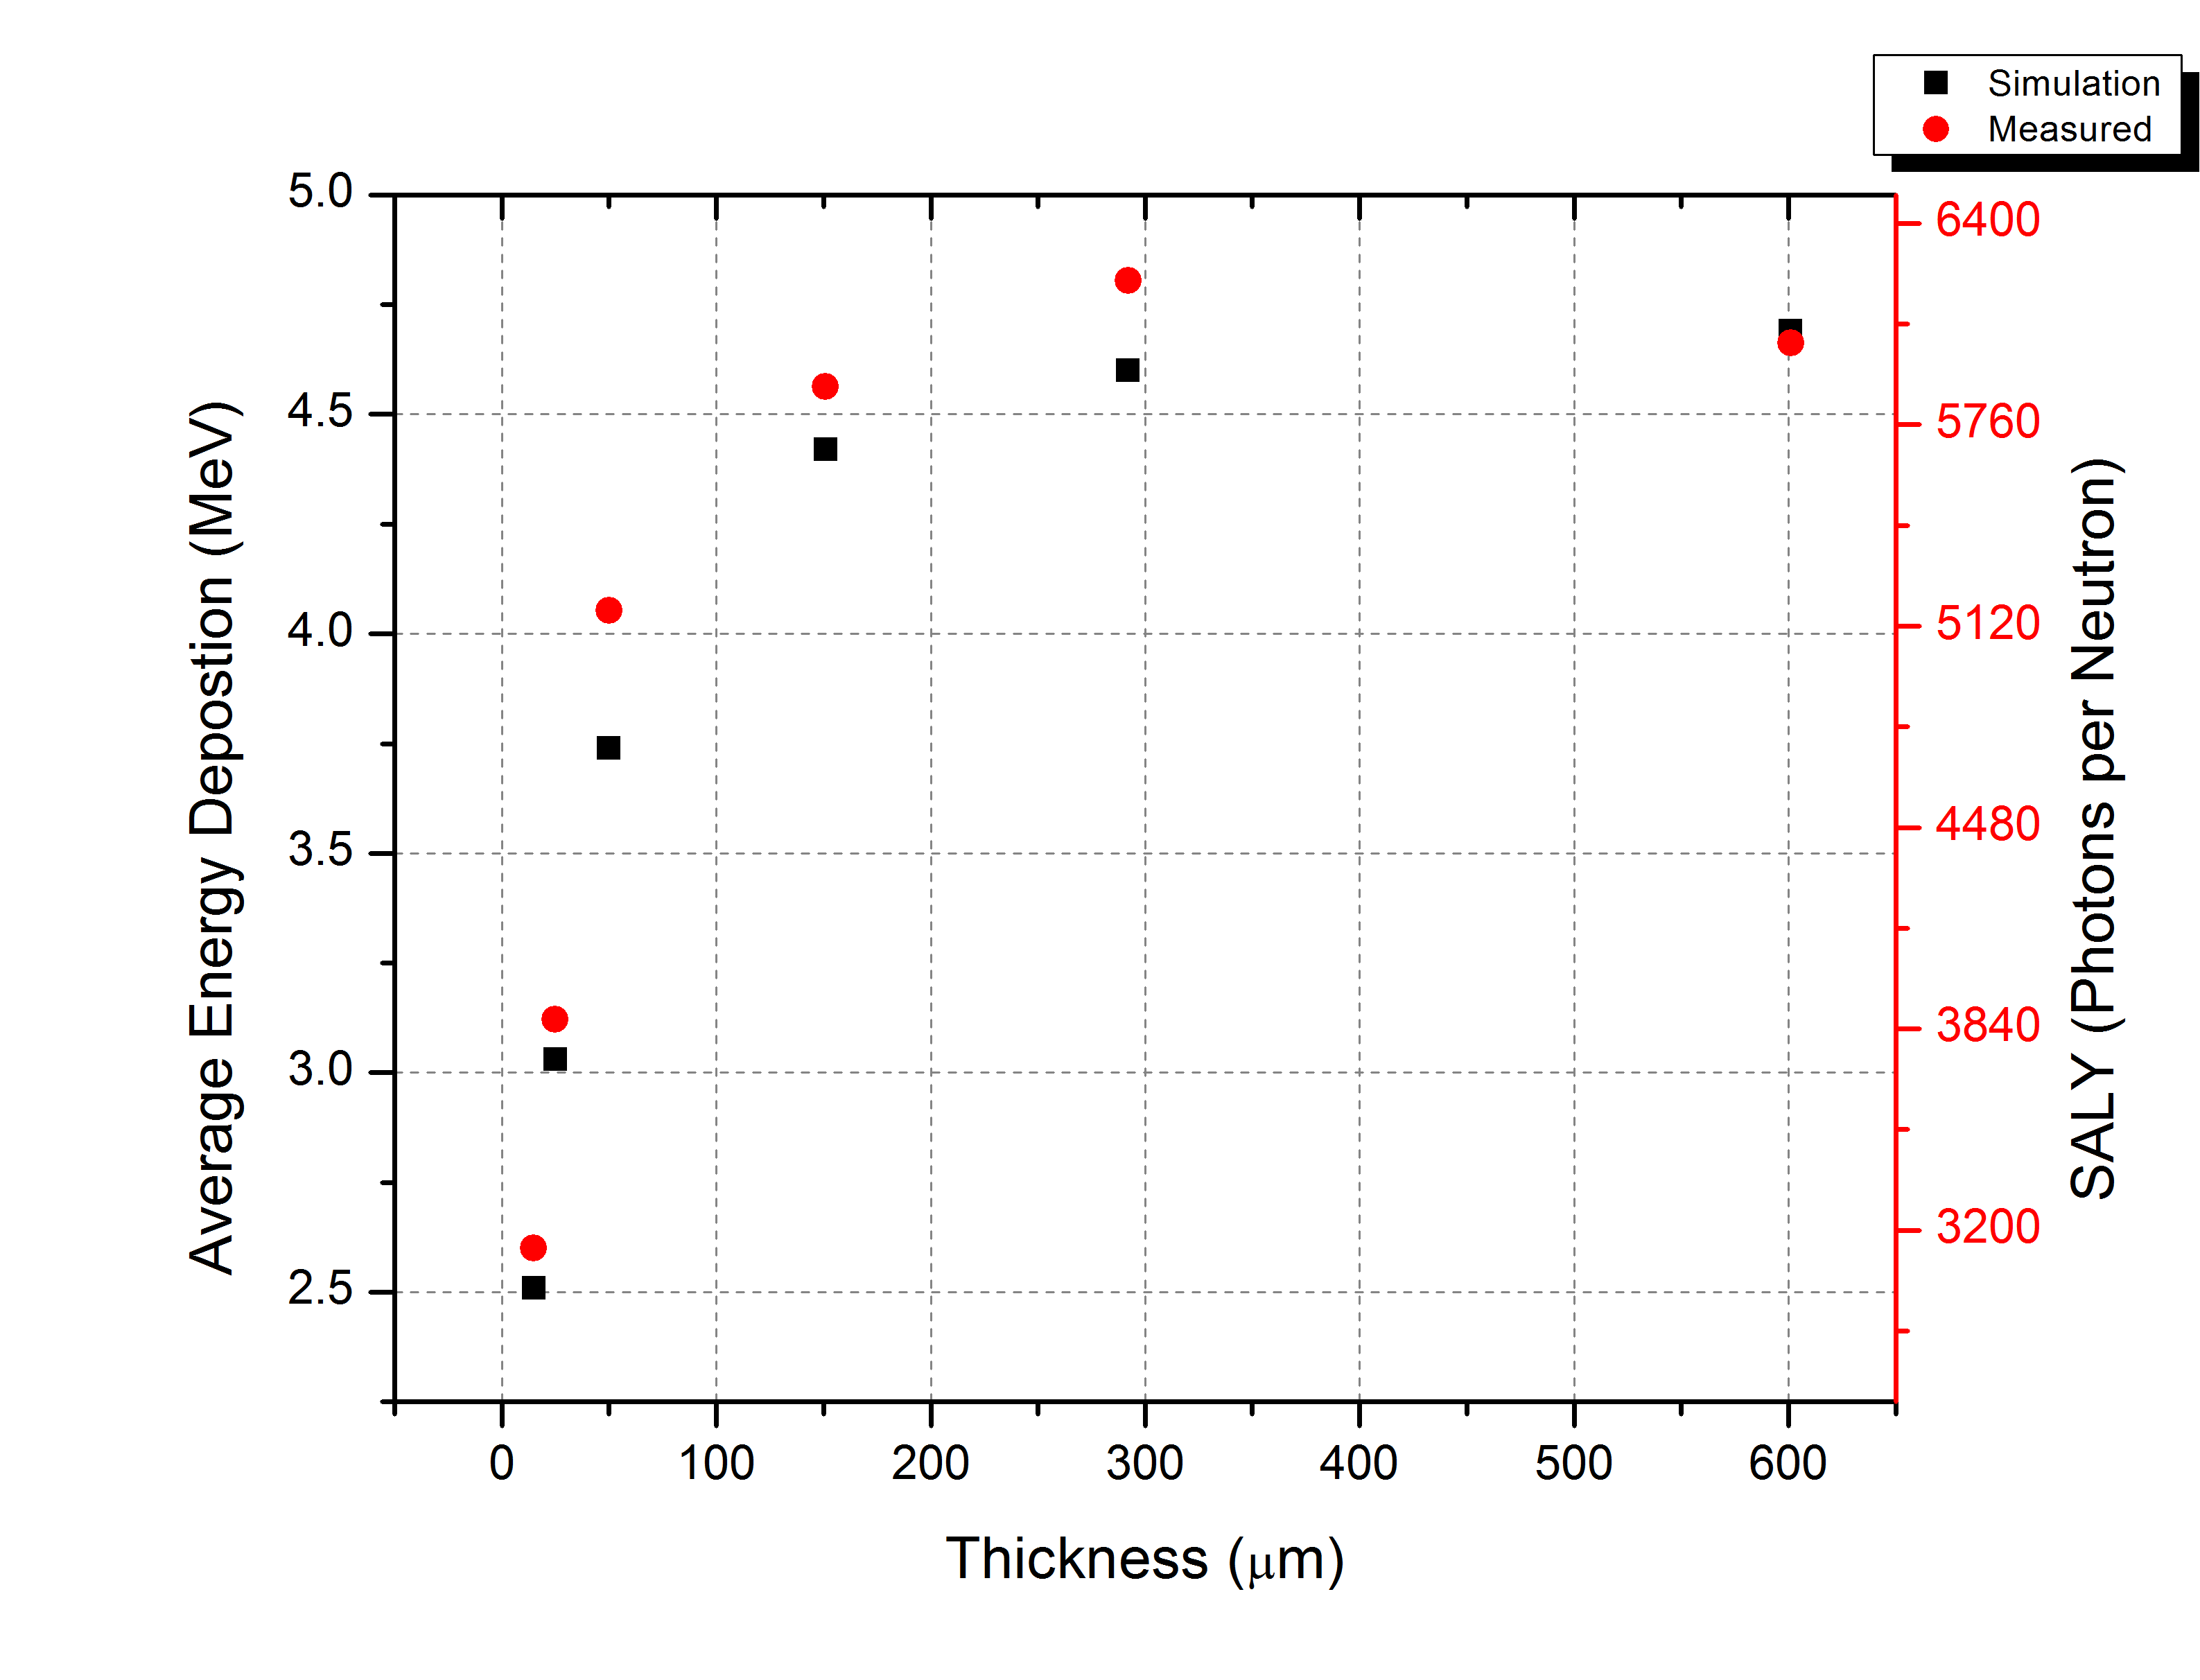 Simulation
Measured
5.0
4.5
4.0
3.5
3.0
2.5
Average Energy Depostion (MeV)
6400
5760
5120
4480
3840
3200
SALY (Photons per Neutron)
0 100 200 300 400 500 600
Thickness (μm)